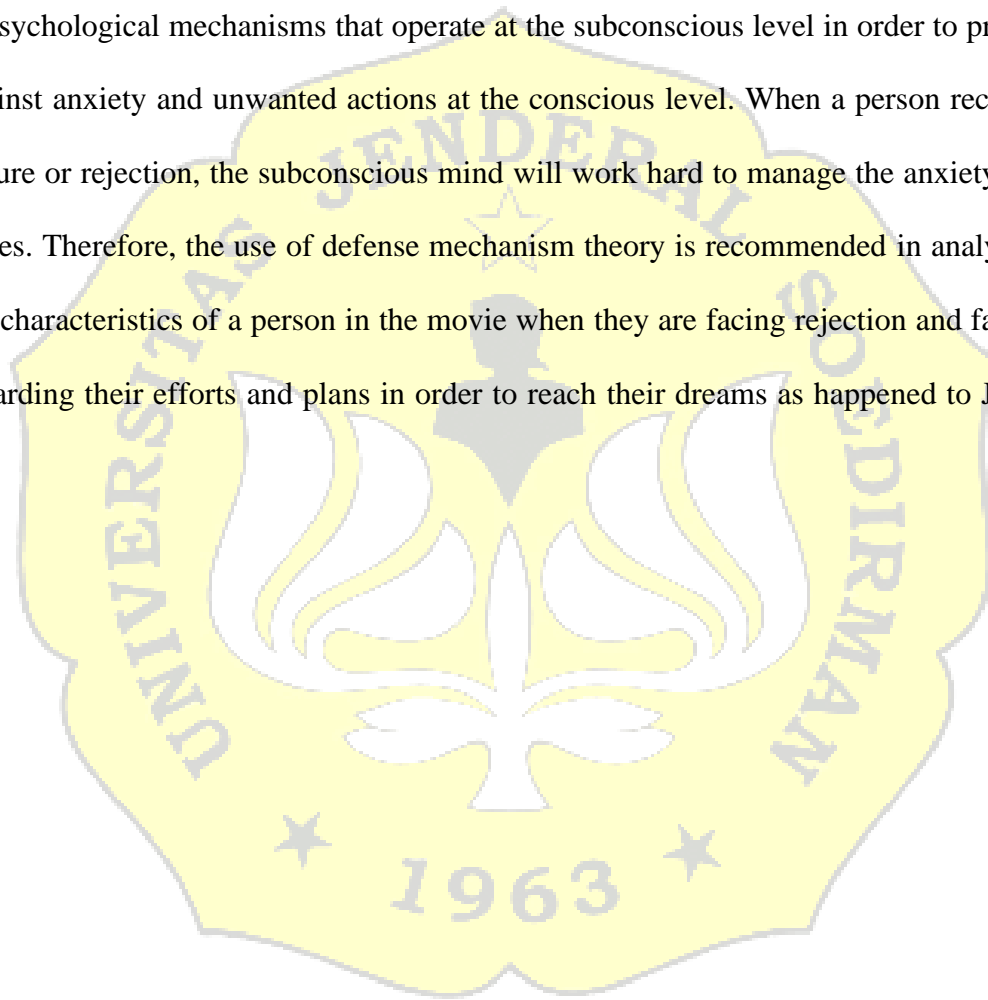 sychological mechanisms that operate at the subconscious level in order to pr
inst anxiety and unwanted actions at the conscious level. When a person rec
ure or rejection, the subconscious mind will work hard to manage the anxiety
es. Therefore, the use of defense mechanism theory is recommended in analy
characteristics of a person in the movie when they are facing rejection and fa
arding their efforts and plans in order to reach their dreams as happened to J
UNIVERSITAS JENDERAL SOEDIRMAN
1963